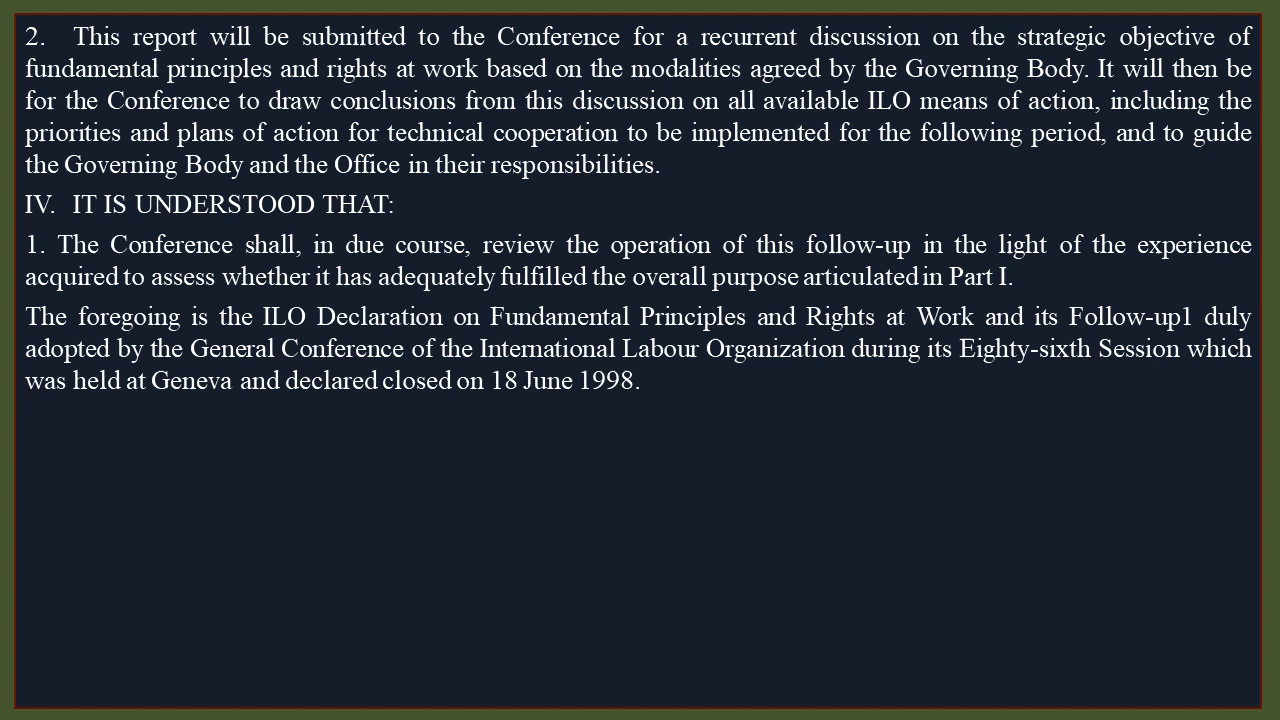 2. This report will be submitted to the Conference for a recurrent discussion on the strategic objective of
fundamental principles and rights at work based on the modalities agreed by the Governing Body. It will then be
for the Conference to draw conclusions from this discussion on all available ILO means of action, including the
priorities and plans of action for technical cooperation to be implemented for the following period, and to guide
the Governing Body and the Office in their responsibilities.
IV. IT IS UNDERSTOOD THAT:
1. The Conference shall, in due course, review the operation of this follow-up in the light of the experience
acquired to assess whether it has adequately fulfilled the overall purpose articulated in Part I.
The foregoing is the ILO Declaration on Fundamental Principles and Rights at Work and its Follow-up1 duly
adopted by the General Conference of the International Labour Organization during its Eighty-sixth Session which
was held at Geneva and declared closed on 18 June 1998.